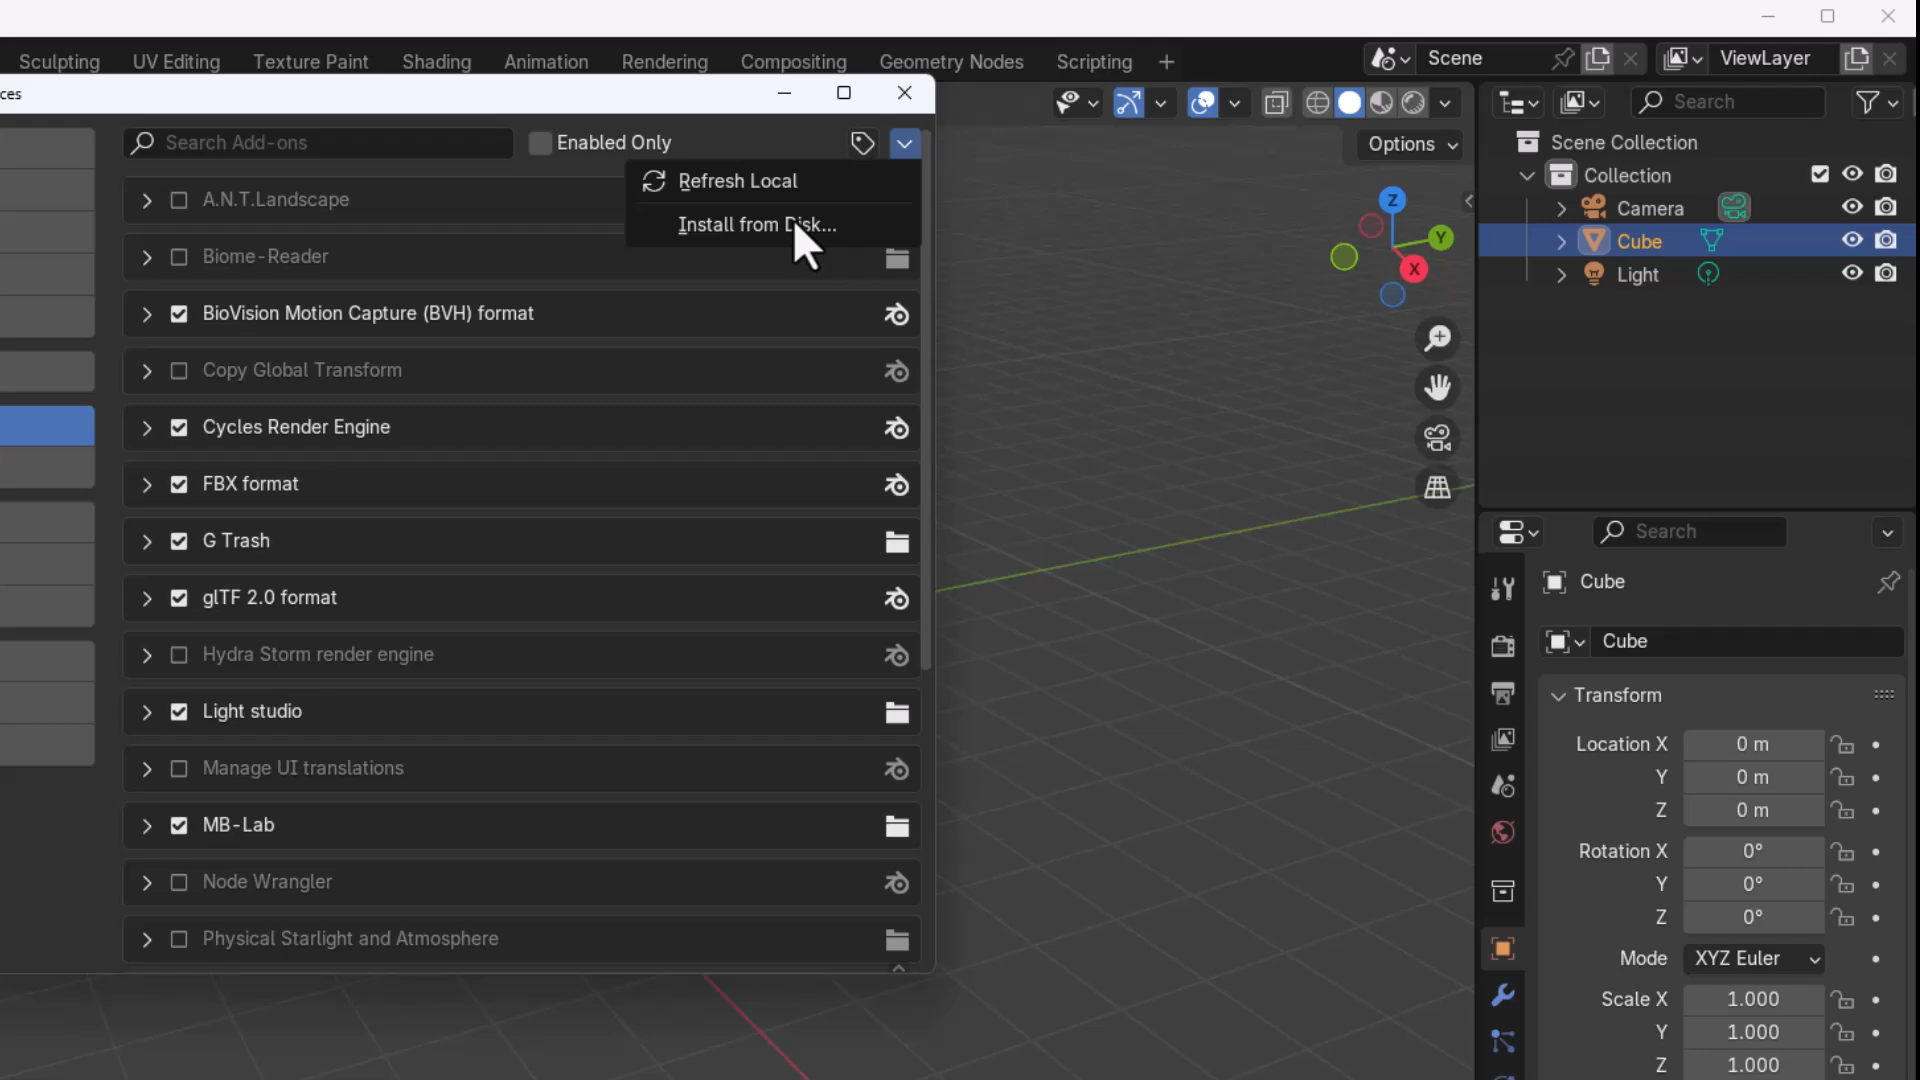 Sculpting UV Editing Texture Paint Shading Animation Rendering Compositing Geometry Nodes Scripting +
Scene
ViewLayer
ces
Search Add-ons
Enabled Only
Refresh Local
Install from Disk...
A.N.T.Landscape
Biome-Reader
BioVision Motion Capture (BVH) format
Copy Global Transform
Cycles Render Engine
FBX format
G Trash
glTF 2.0 format
Hydra Storm render engine
Light studio
Manage UI translations
MB-Lab
Node Wrangler
Physical Starlight and Atmosphere
Options
Z
Y
X
Search
Scene Collection
Collection
Camera
Cube
Light
Search
Cube
Cube
Transform
Location X 0 m
Y 0 m
Z 0 m
Rotation X 0°
Y 0°
Z 0°
Mode XYZ Euler
Scale X 1.000
Y 1.000
Z 1.000